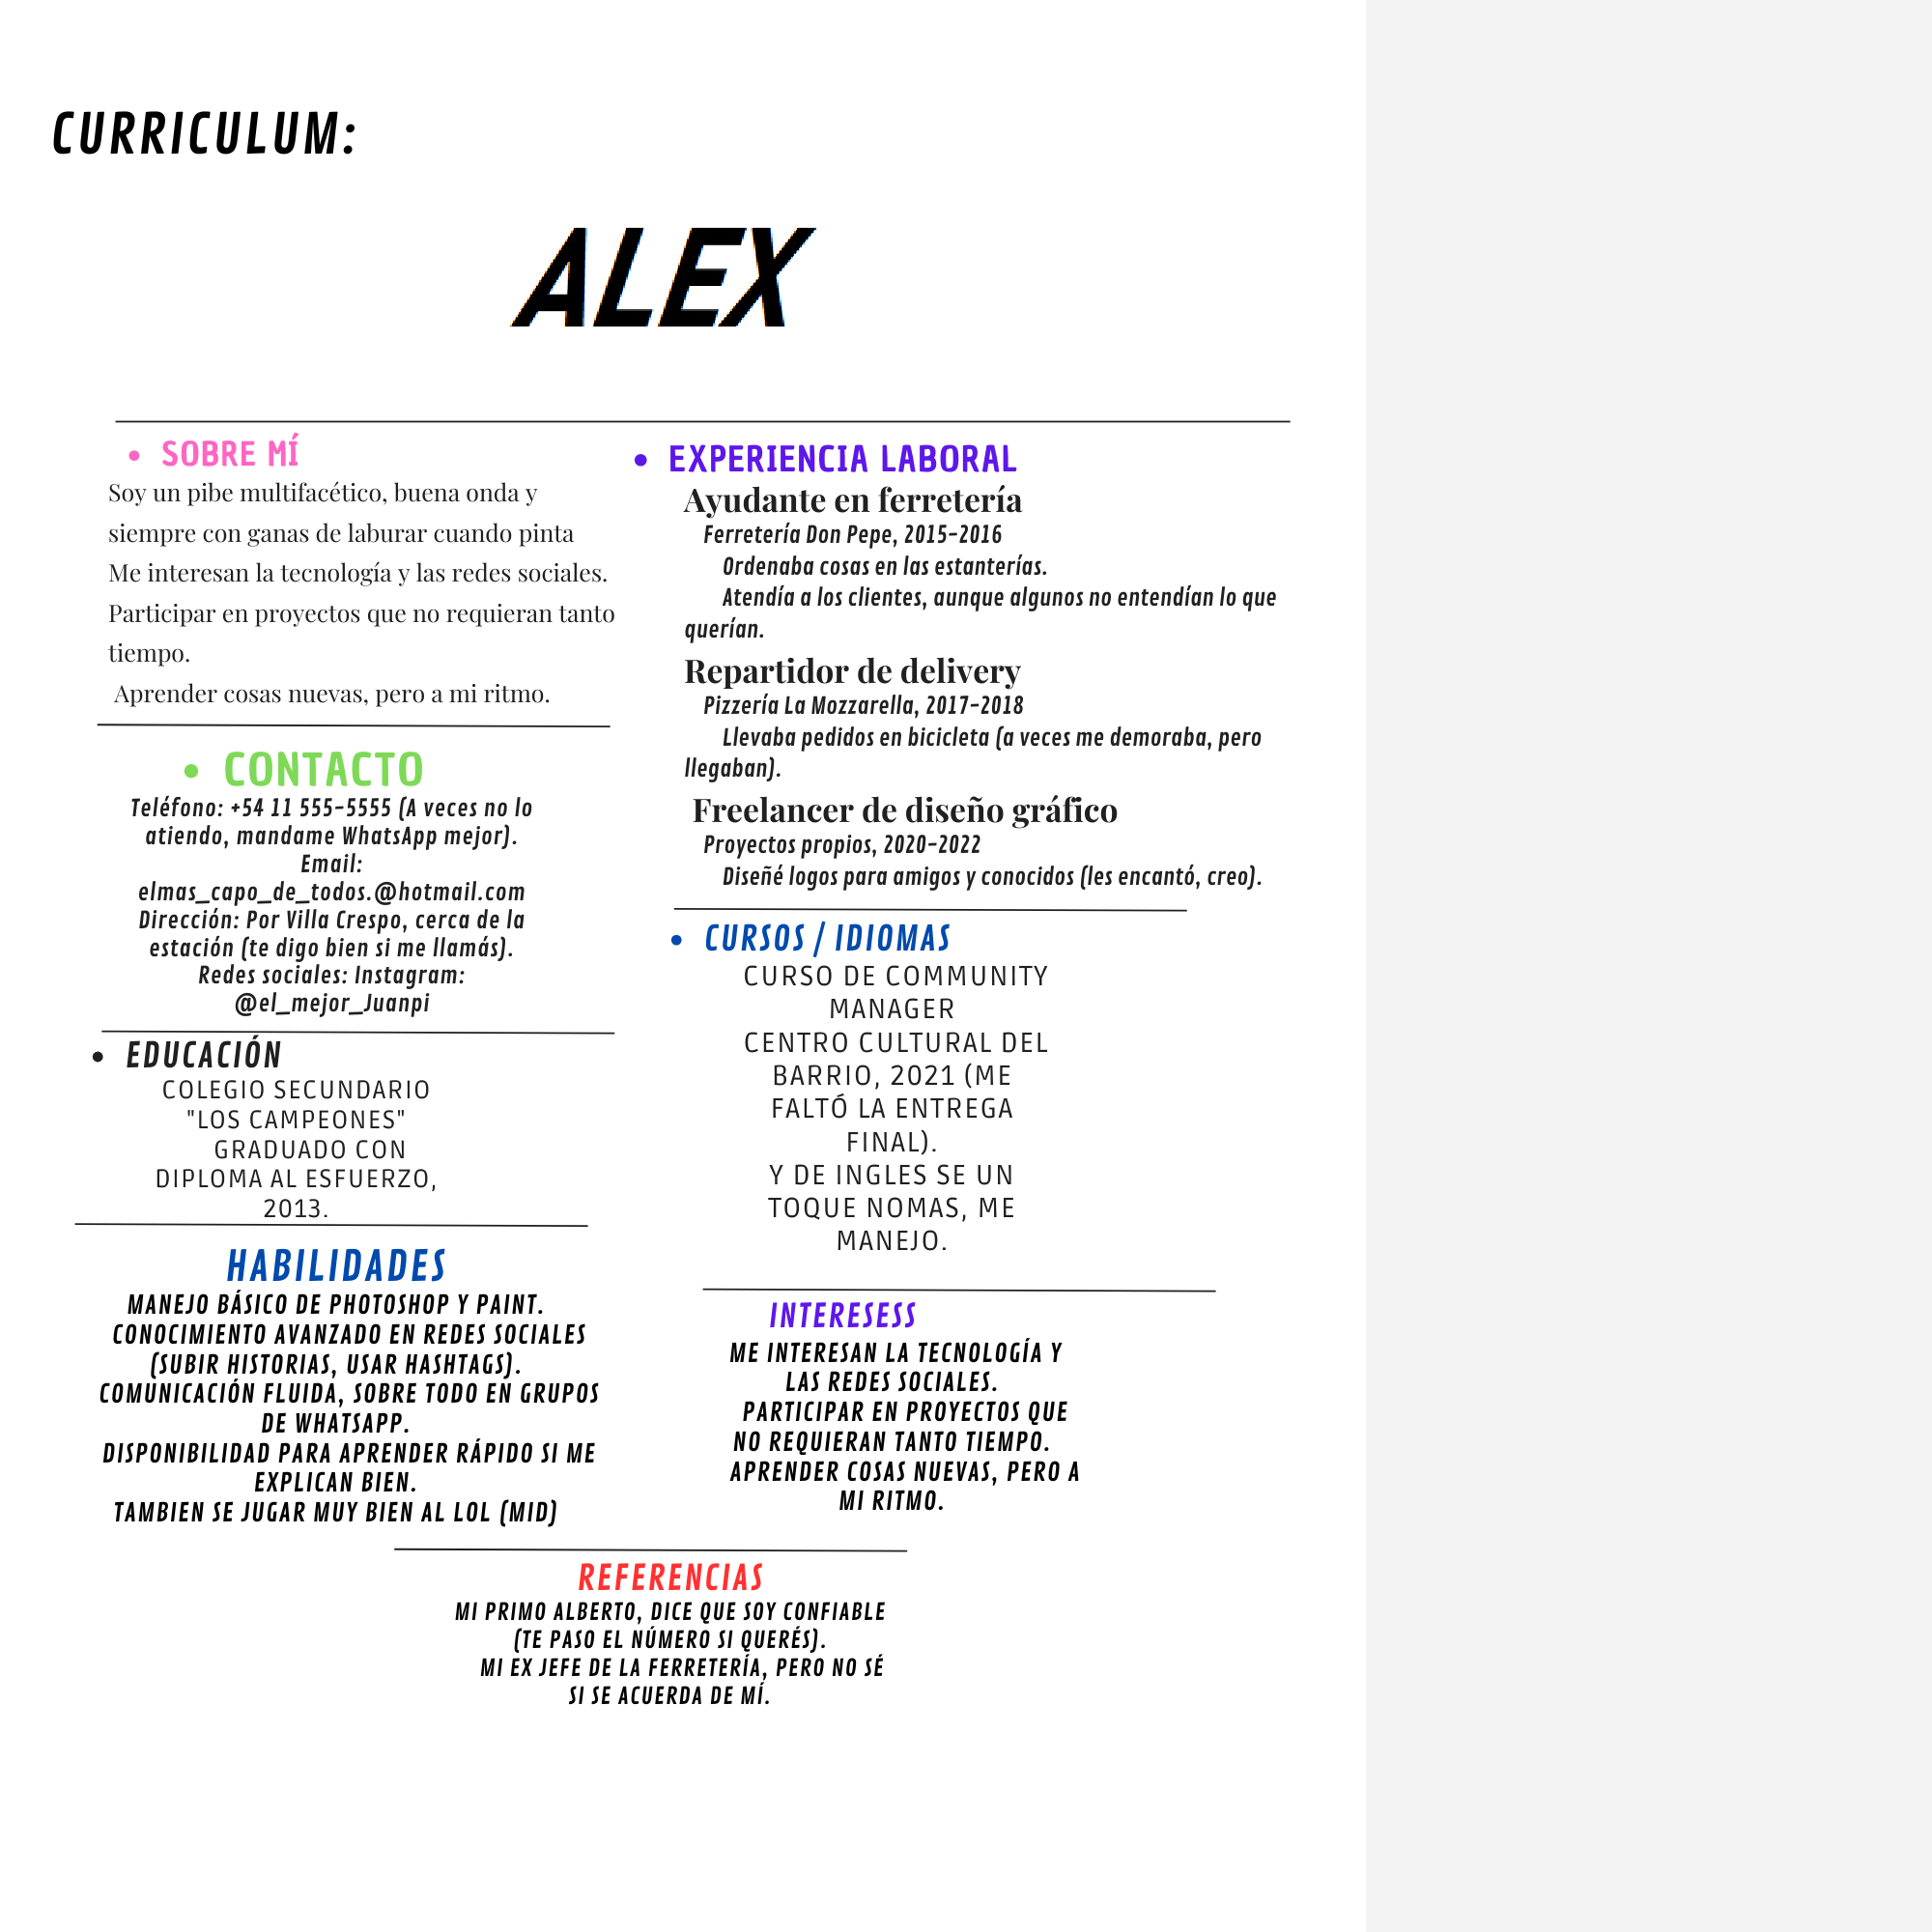 CURRICULUM:
ALEX
SOBRE MÍ
Soy un pibe multifacético, buena onda y
siempre con ganas de laburar cuando pinta
Me interesan la tecnología y las redes sociales.
Participar en proyectos que no requieran tanto
tiempo.
Aprender cosas nuevas, pero a mi ritmo.
CONTACTO
Teléfono: +54 11 555-5555 (A veces no lo
atiendo, mandame WhatsApp mejor).
Email:
elmas_capo_de_todos.@hotmail.com
Dirección: Por Villa Crespo, cerca de la
estación (te digo bien si me llamás).
Redes sociales: Instagram:
@el_mejor_Juanpi
EDUCACIÓN
COLEGIO SECUNDARIO
"LOS CAMPEONES"
GRADUADO CON
DIPLOMA AL ESFUERZO,
2013.
HABILIDADES
MANEJO BÁSICO DE PHOTOSHOP Y PAINT.
CONOCIMIENTO AVANZADO EN REDES SOCIALES
(SUBIR HISTORIAS, USAR HASHTAGS).
COMUNICACIÓN FLUIDA, SOBRE TODO EN GRUPOS
DE WHATSAPP.
DISPONIBILIDAD PARA APRENDER RÁPIDO SI ME
EXPLICAN BIEN.
TAMBIEN SE JUGAR MUY BIEN AL LOL (MID)
EXPERIENCIA LABORAL
Ayudante en ferretería
Ferretería Don Pepe, 2015-2016
Ordenaba cosas en las estanterías.
Atendía a los clientes, aunque algunos no entendían lo que
querían.
Repartidor de delivery
Pizzería La Mozzarella, 2017-2018
Llevaba pedidos en bicicleta (a veces me demoraba, pero
llegaban).
Freelancer de diseño gráfico
Proyectos propios, 2020-2022
Diseñé logos para amigos y conocidos (les encantó, creo).
CURSOS / IDIOMAS
CURSO DE COMMUNITY
MANAGER
CENTRO CULTURAL DEL
BARRIO, 2021 (ME
FALTÓ LA ENTREGA
FINAL).
Y DE INGLES SE UN
TOQUE NOMAS, ME
MANEJO.
INTERESESS
ME INTERESAN LA TECNOLOGÍA Y
LAS REDES SOCIALES.
PARTICIPAR EN PROYECTOS QUE
NO REQUIERAN TANTO TIEMPO.
APRENDER COSAS NUEVAS, PERO A
MI RITMO.
REFERENCIAS
MI PRIMO ALBERTO, DICE QUE SOY CONFIABLE
(TE PASO EL NÚMERO SI QUERÉS).
MI EX JEFE DE LA FERRETERÍA, PERO NO SÉ
SI SE ACUERDA DE MÍ.